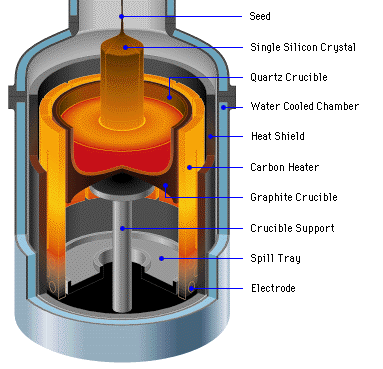 Seed
Single Silicon Crystal
Quartz Crucible
Water Cooled Chamber
Heat Shield
Carbon Heater
Graphite Crucible
Crucible Support
Spill Tray
Electrode